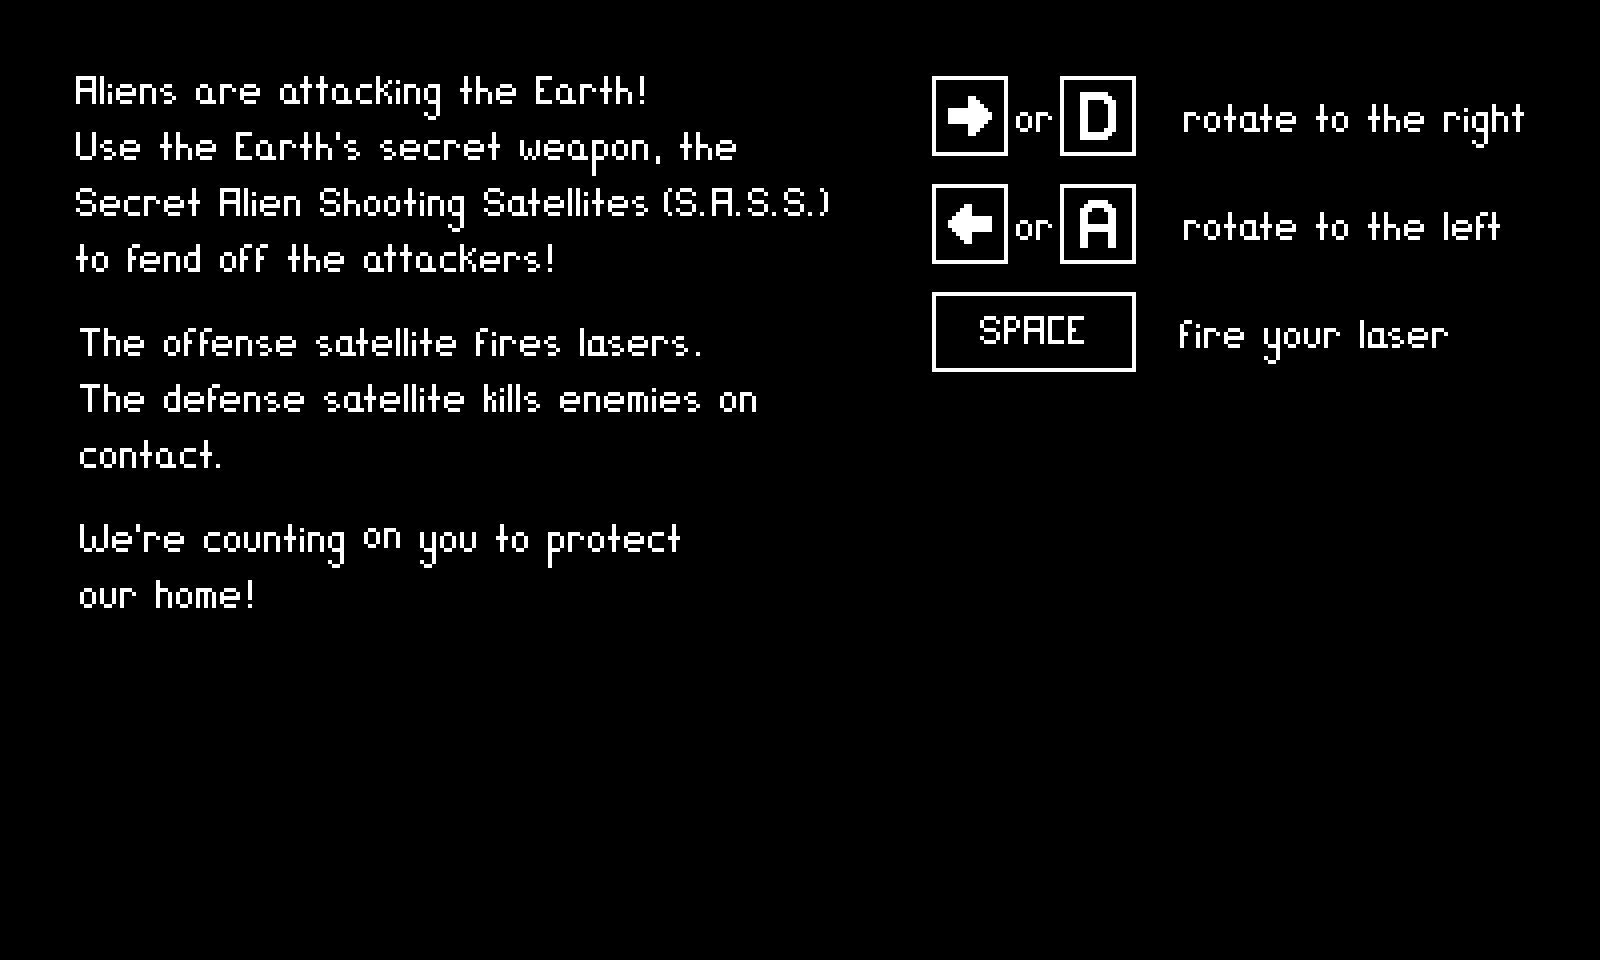 Aliens are attacking the Earth!
Use the Earth's secret weapon, the
Secret Alien Shooting Satellites (S.A.S.S.)
to fend off the attackers!
The offense satellite fires lasers.
The defense satellite kills enemies on
contact.
We're counting on you to protect
our home!
or D rotate to the right
or A rotate to the left
SPACE fire your laser